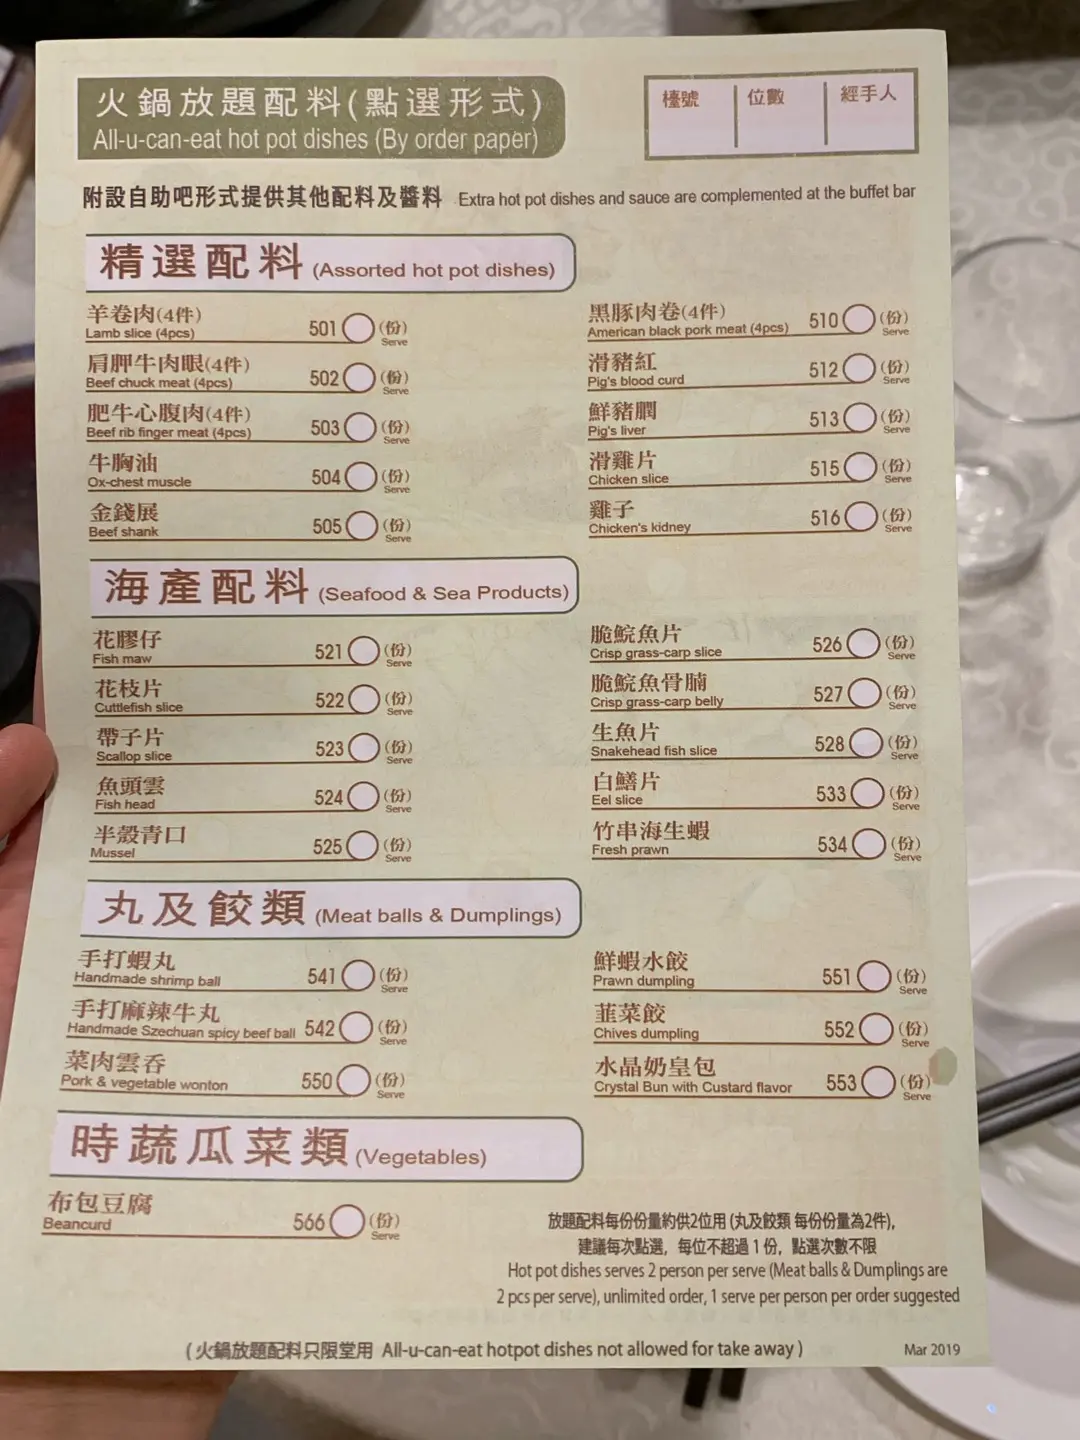 火鍋放題配料(點選形式)
All-u-can-eat hot pot dishes (By order paper)
檯號 位數 經手人
附設自助吧形式提供其他配料及醬料 Extra hot pot dishes and sauce are complemented at the buffet bar
精選配料 (Assorted hot pot dishes)
羊卷肉(4件)
Lamb slice (4pcs) 501 (份) Serve
肩胛牛肉眼(4件)
Beef chuck meat (4pcs) 502 (份) Serve
肥牛心腹肉(4件)
Beef rib finger meat (4pcs) 503 (份) Serve
牛胸油
Ox-chest muscle 504 (份) Serve
金錢展
Beef shank 505 (份) Serve
黑豚肉卷(4件)
American black pork meat (4pcs) 510 (份) Serve
滑豬紅
Pig's blood curd 512 (份) Serve
鮮豬膶
Pig's liver 513 (份) Serve
滑雞片
Chicken slice 515 (份) Serve
雞子
Chicken's kidney 516 (份) Serve
海產配料 (Seafood & Sea Products)
花膠仔
Fish maw 521 (份) Serve
花枝片
Cuttlefish slice 522 (份) Serve
帶子片
Scallop slice 523 (份) Serve
魚頭雲
Fish head 524 (份) Serve
半殼青口
Mussel 525 (份) Serve
脆鯇魚片
Crisp grass-carp slice 526 (份) Serve
脆鯇魚骨腩
Crisp grass-carp belly 527 (份) Serve
生魚片
Snakehead fish slice 528 (份) Serve
白鱔片
Eel slice 533 (份) Serve
竹串海生蝦
Fresh prawn 534 (份) Serve
丸及餃類 (Meat balls & Dumplings)
手打蝦丸
Handmade shrimp ball 541 (份) Serve
手打麻辣牛丸
Handmade Szechuan spicy beef ball 542 (份) Serve
菜肉雲吞
Pork & vegetable wonton 550 (份) Serve
鮮蝦水餃
Prawn dumpling 551 (份) Serve
韮菜餃
Chives dumpling 552 (份) Serve
水晶奶皇包
Crystal Bun with Custard flavor 553 (份) Serve
時蔬瓜菜類 (Vegetables)
布包豆腐
Beancurd 566 (份) Serve
放題配料每份份量約供2位用 (丸及餃類 每份份量為2件),
建議每次點選，每位不超過1份，點選次數不限
Hot pot dishes serves 2 person per serve (Meat balls & Dumplings are
2 pcs per serve), unlimited order, 1 serve per person per order suggested
(火鍋放題配料只限堂用 All-u-can-eat hotpot dishes not allowed for take away)
Mar 2019